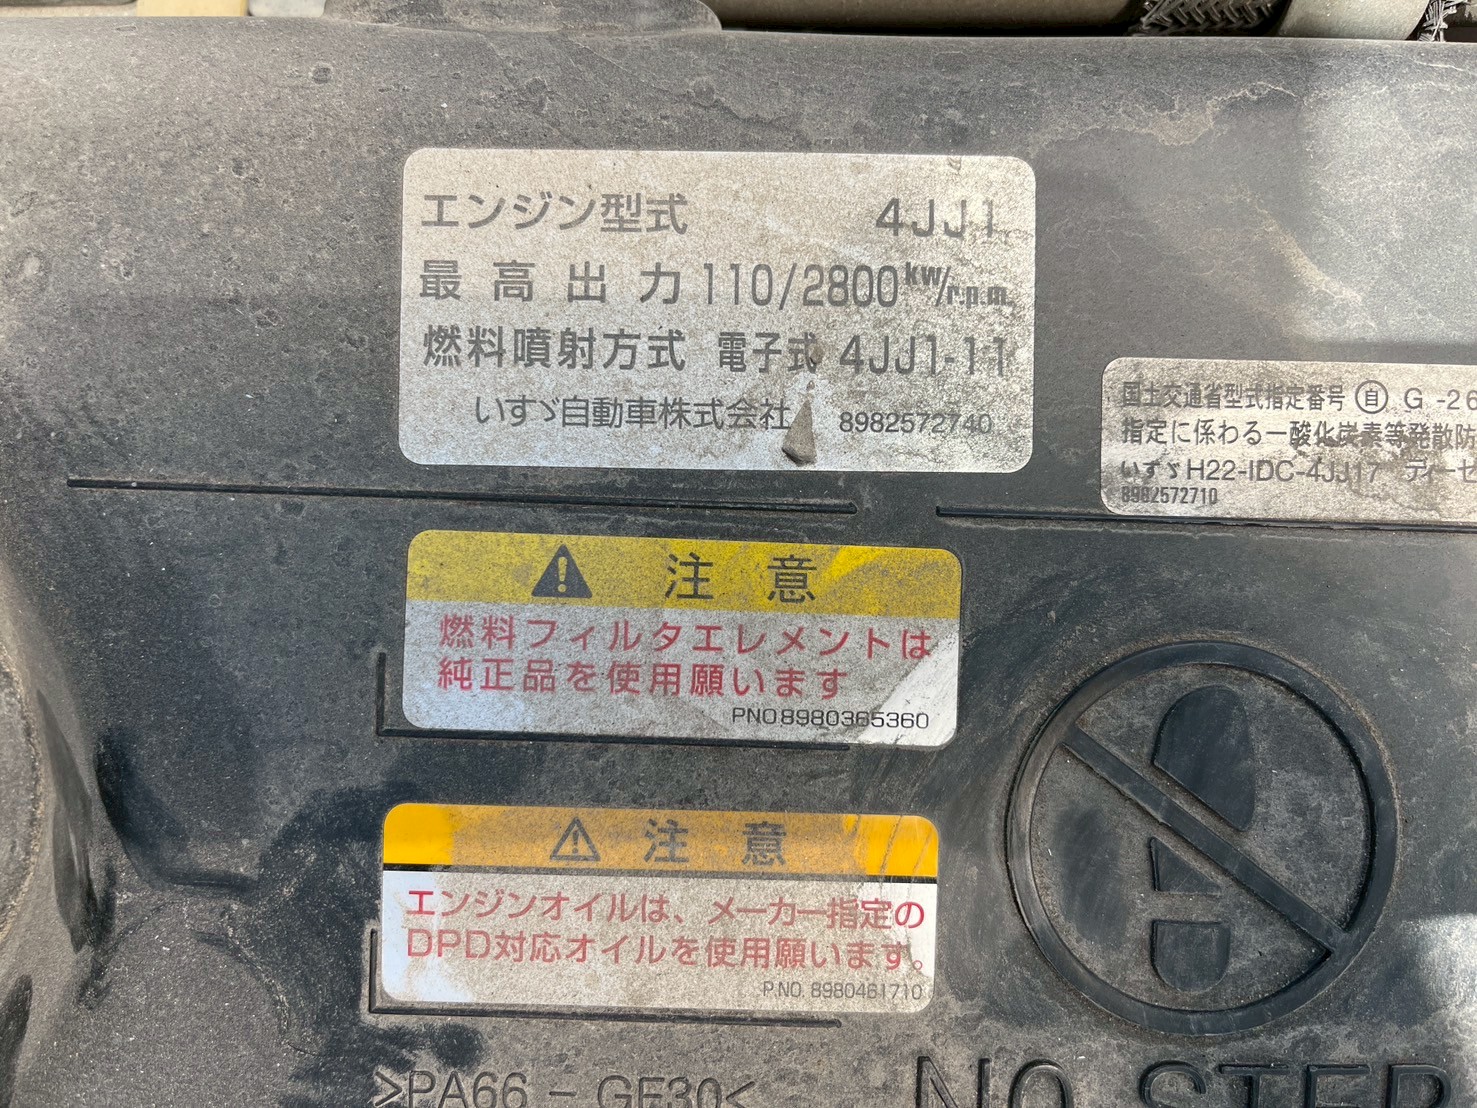 エンジン型式 4JJ1
最高出力 110/2800kW/r.p.m.
燃料噴射方式 電子式 4JJ1-11
いすゞ自動車株式会社 8982572740
国土交通省型式指定番号 自 G -26
指定に係わる一酸化炭素等発散防
いすゞ H22-IDC-4JJ17 ディーゼ
8982572710
注意
燃料フィルタエレメントは
純正品を使用願います
PNO8980365360
注意
エンジンオイルは、メーカー指定の
DPD対応オイルを使用願います。
P.NO. 8980461710
>PA66-GF30<
NO STEP